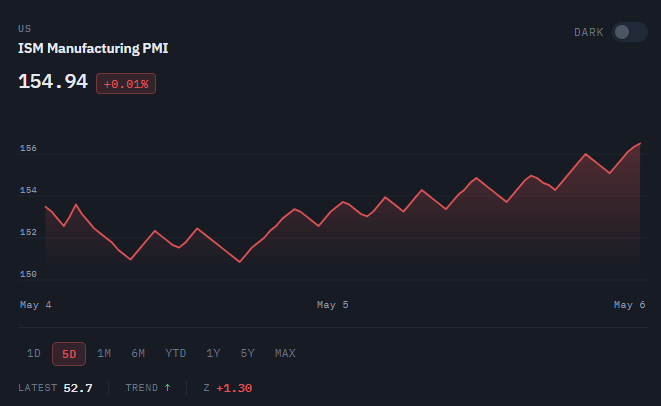 US
DARK
ISM Manufacturing PMI
154.94 +0.01%
156
154
152
150
May 4 May 5 May 6
1D 5D 1M 6M YTD 1Y 5Y MAX
LATEST 52.7 TREND ↑ Z +1.30